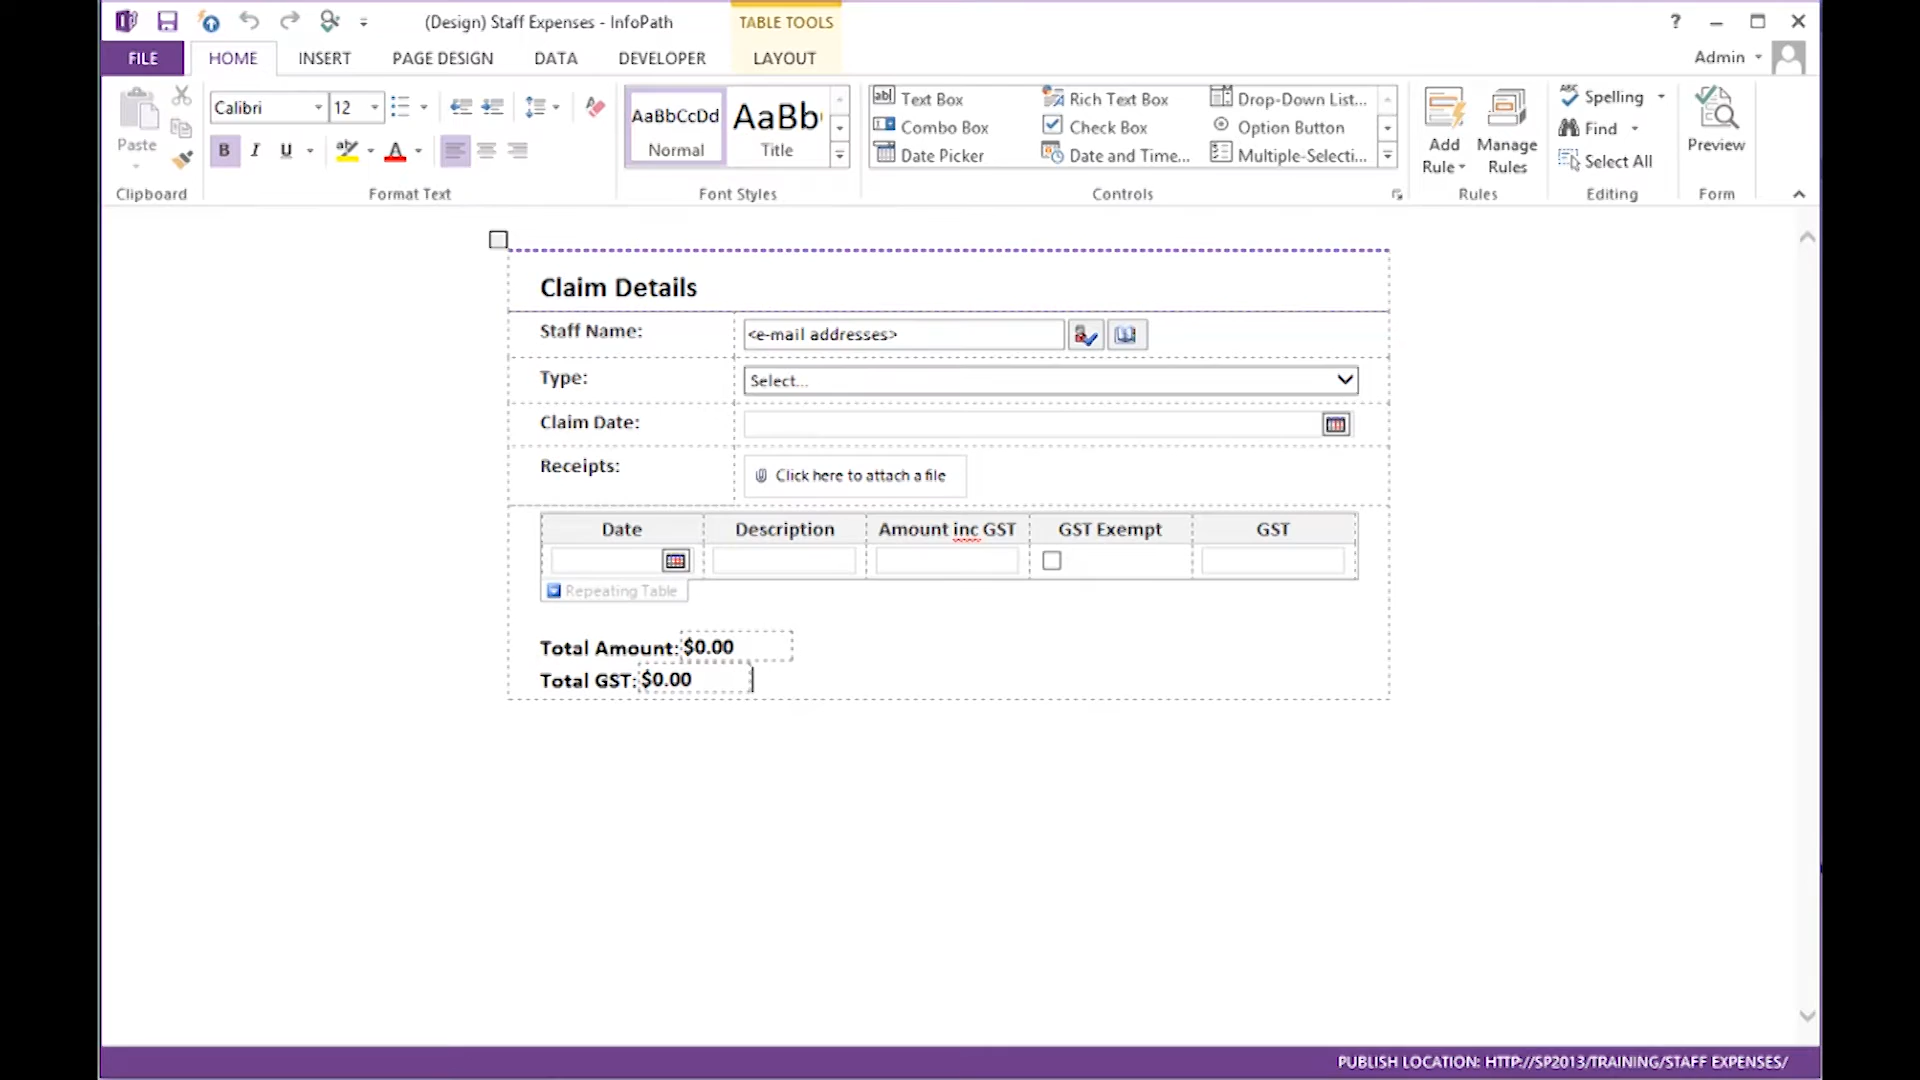 (Design) Staff Expenses - InfoPath
TABLE TOOLS
?
FILE
HOME
INSERT
PAGE DESIGN
DATA
DEVELOPER
LAYOUT
Admin
Paste
Clipboard
Calibri
12
B I U
A
Format Text
AaBbCcDd
Normal
AaBb
Title
Font Styles
ab| Text Box
Rich Text Box
Drop-Down List...
Combo Box
Check Box
Option Button
Date Picker
Date and Time...
Multiple-Selecti...
Controls
Add Rule
Manage Rules
Rules
ABC Spelling
Find
Select All
Editing
Preview
Form
Claim Details
Staff Name:
<e-mail addresses>
Type:
Select...
Claim Date:
Receipts:
Click here to attach a file
Date
Description
Amount inc GST
GST Exempt
GST
Repeating Table
Total Amount: $0.00
Total GST: $0.00
PUBLISH LOCATION: HTTP://SP2013/TRAINING/STAFF EXPENSES/